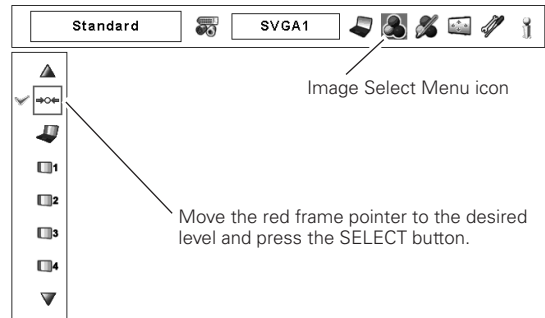 Standard
SVGA1
Image Select Menu icon
1
2
Move the red frame pointer to the desired
3
level and press the SELECT button.
4